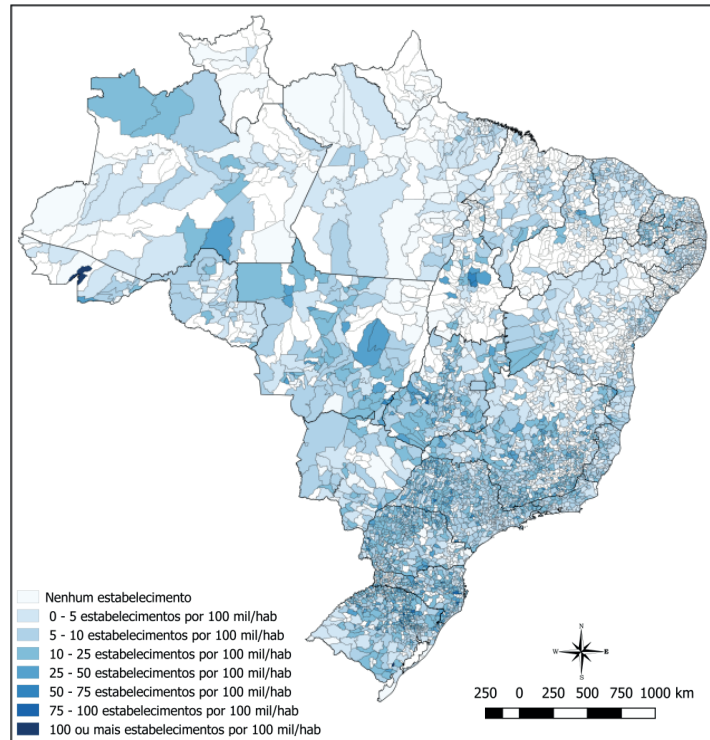 Nenhum estabelecimento
0 - 5 estabelecimentos por 100 mil/hab
5 - 10 estabelecimentos por 100 mil/hab
10 - 25 estabelecimentos por 100 mil/hab
25 - 50 estabelecimentos por 100 mil/hab
50 - 75 estabelecimentos por 100 mil/hab
75 - 100 estabelecimentos por 100 mil/hab
100 ou mais estabelecimentos por 100 mil/hab
N
W E
S
250 0 250 500 750 1000 km